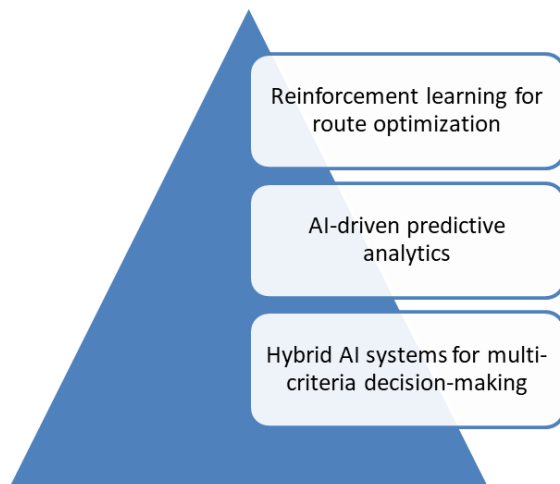 Reinforcement learning for
route optimization
AI-driven predictive
analytics
Hybrid AI systems for multi-
criteria decision-making